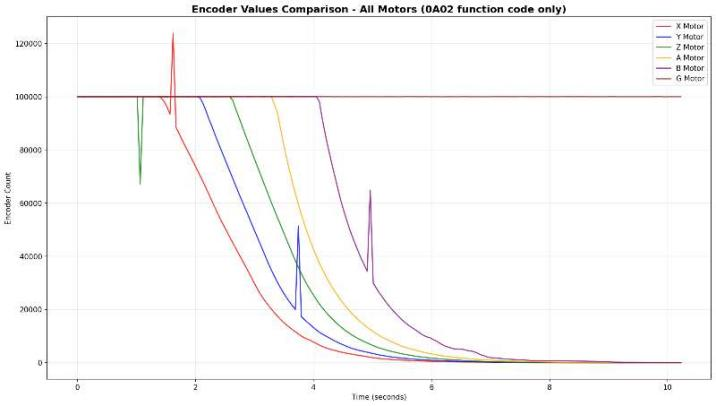 Encoder Values Comparison - All Motors (0A02 function code only)
X Motor
Y Motor
Z Motor
A Motor
B Motor
G Motor
120000
100000
80000
60000
40000
20000
0
Encoder Count
0 2 4 6 8 10
Time (seconds)